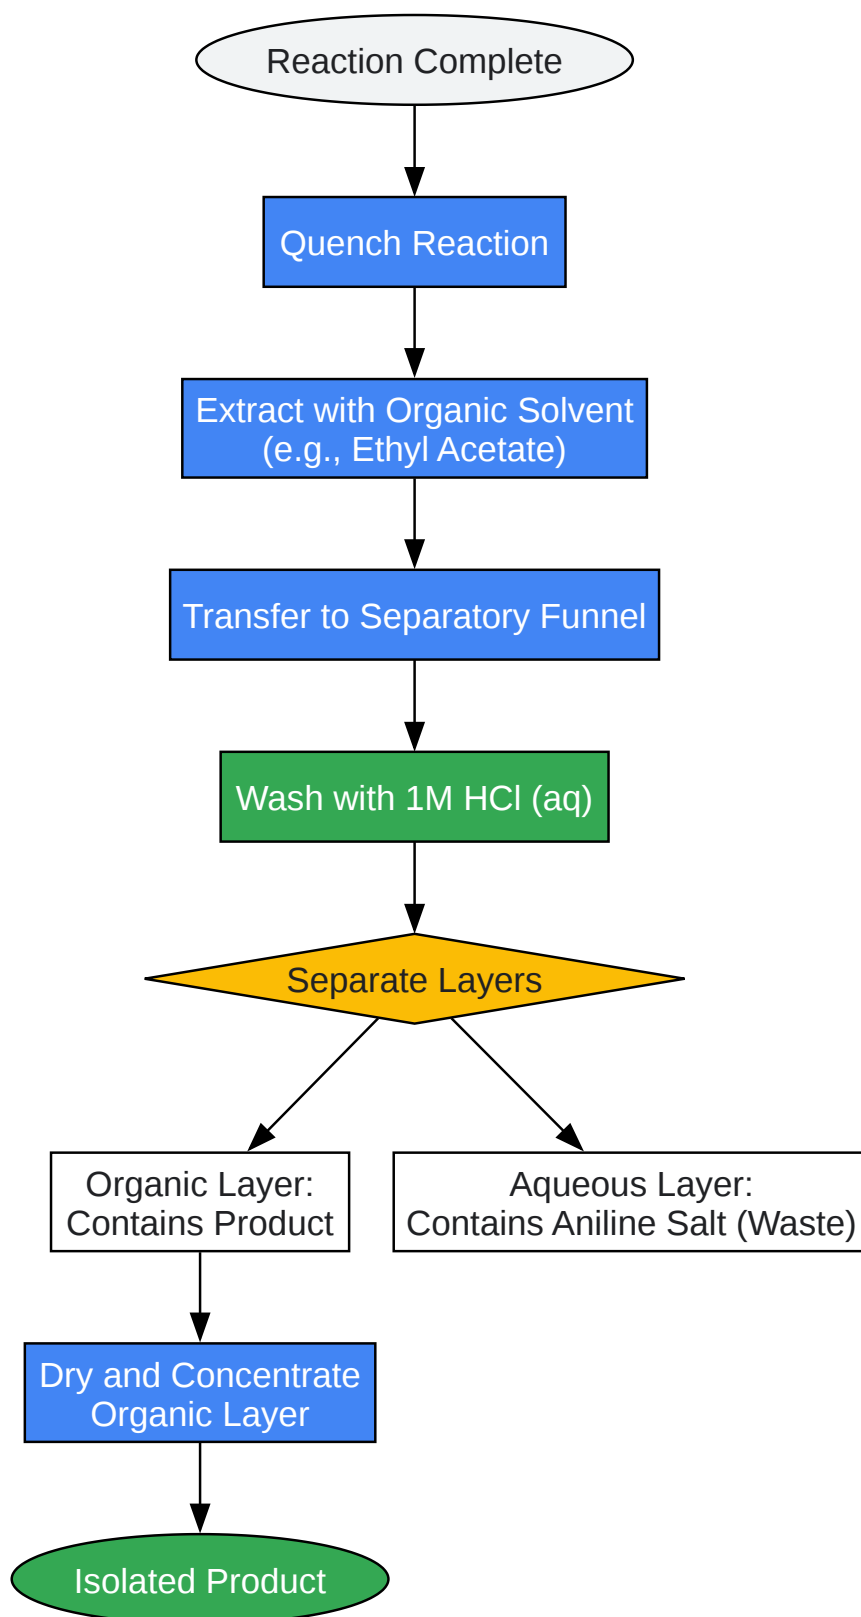 Reaction Complete
Quench Reaction
Extract with Organic Solvent
(e.g., Ethyl Acetate)
Transfer to Separatory Funnel
Wash with 1M HCl (aq)
Separate Layers
Organic Layer:
Contains Product
Aqueous Layer:
Contains Aniline Salt (Waste)
Dry and Concentrate
Organic Layer
Isolated Product